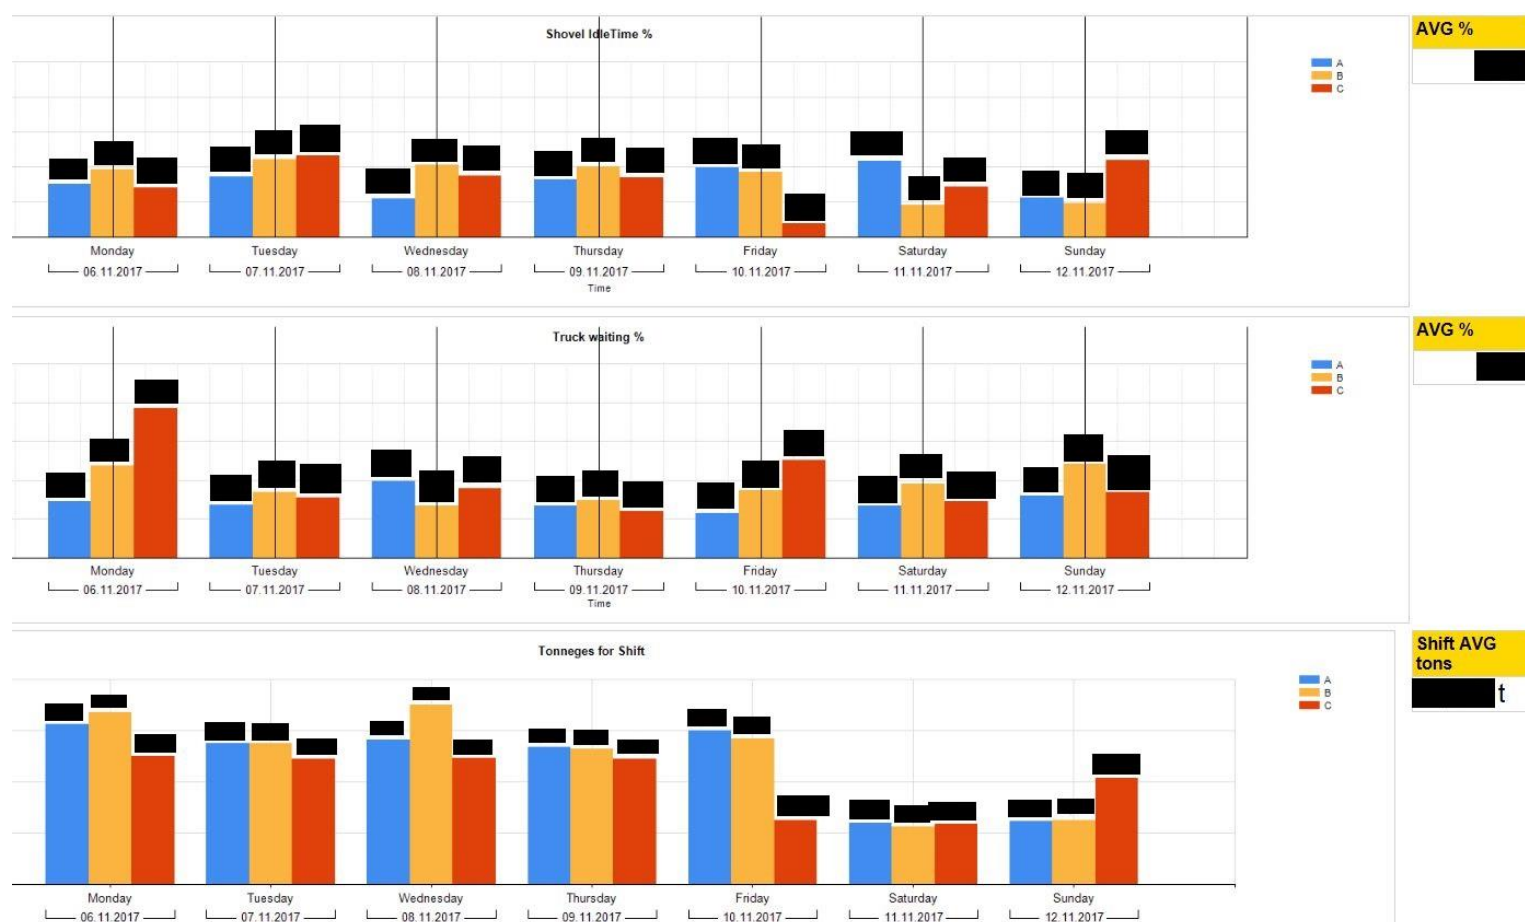 Shovel IdleTime %
AVG %
A
B
C
Monday Tuesday Wednesday Thursday Friday Saturday Sunday
06.11.2017 07.11.2017 08.11.2017 09.11.2017 10.11.2017 11.11.2017 12.11.2017
Time
Truck waiting %
AVG %
A
B
C
Monday Tuesday Wednesday Thursday Friday Saturday Sunday
06.11.2017 07.11.2017 08.11.2017 09.11.2017 10.11.2017 11.11.2017 12.11.2017
Time
Tonneges for Shift
Shift AVG
tons
t
A
B
C
Monday Tuesday Wednesday Thursday Friday Saturday Sunday
06.11.2017 07.11.2017 08.11.2017 09.11.2017 10.11.2017 11.11.2017 12.11.2017